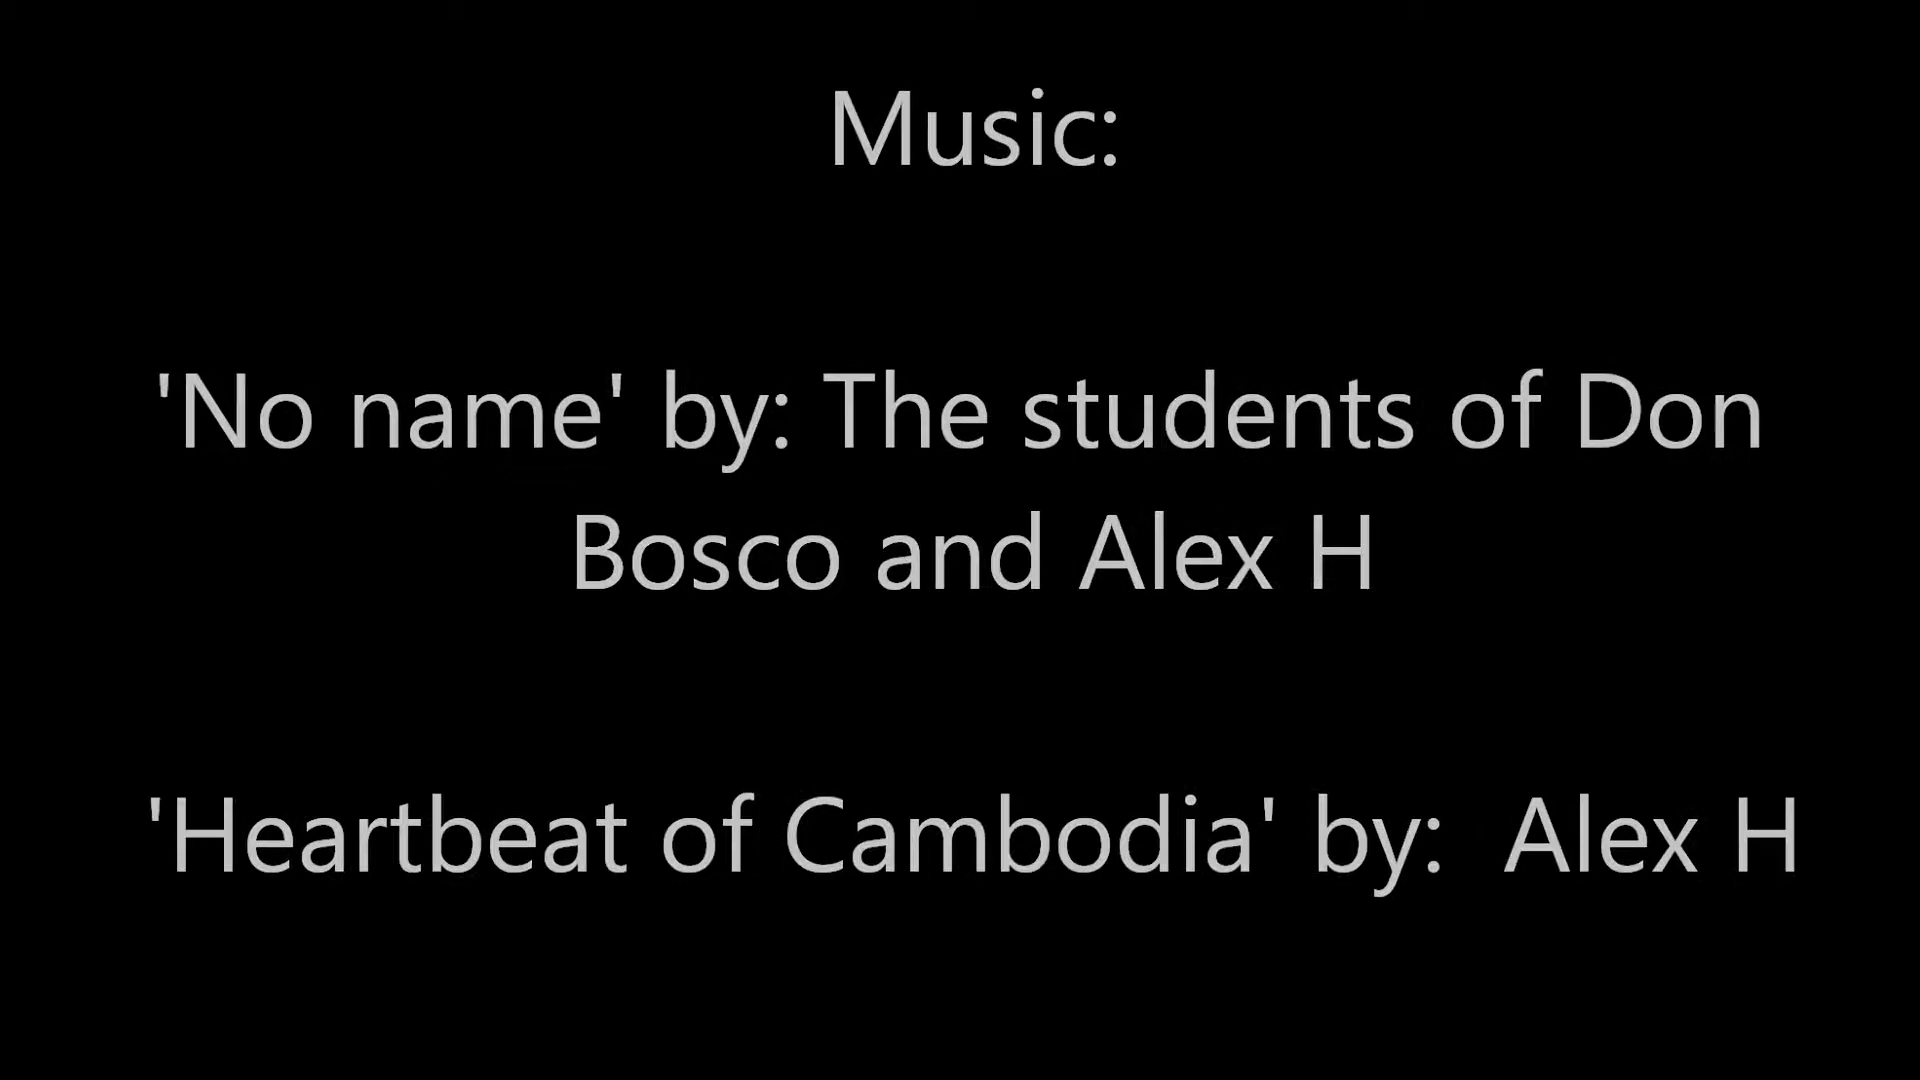 Music:
'No name' by: The students of Don
Bosco and Alex H
'Heartbeat of Cambodia' by:  Alex H